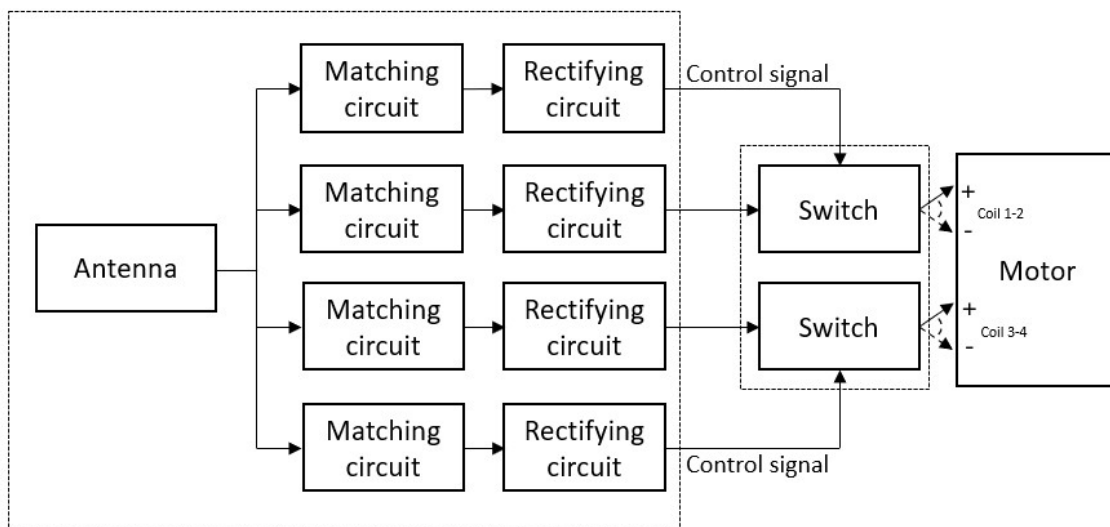 Matching
circuit
Rectifying
circuit
Control signal
Matching
circuit
Rectifying
circuit
Switch
+
Coil 1-2
-
Antenna
Motor
Matching
circuit
Rectifying
circuit
Switch
+
Coil 3-4
-
Matching
circuit
Rectifying
circuit
Control signal